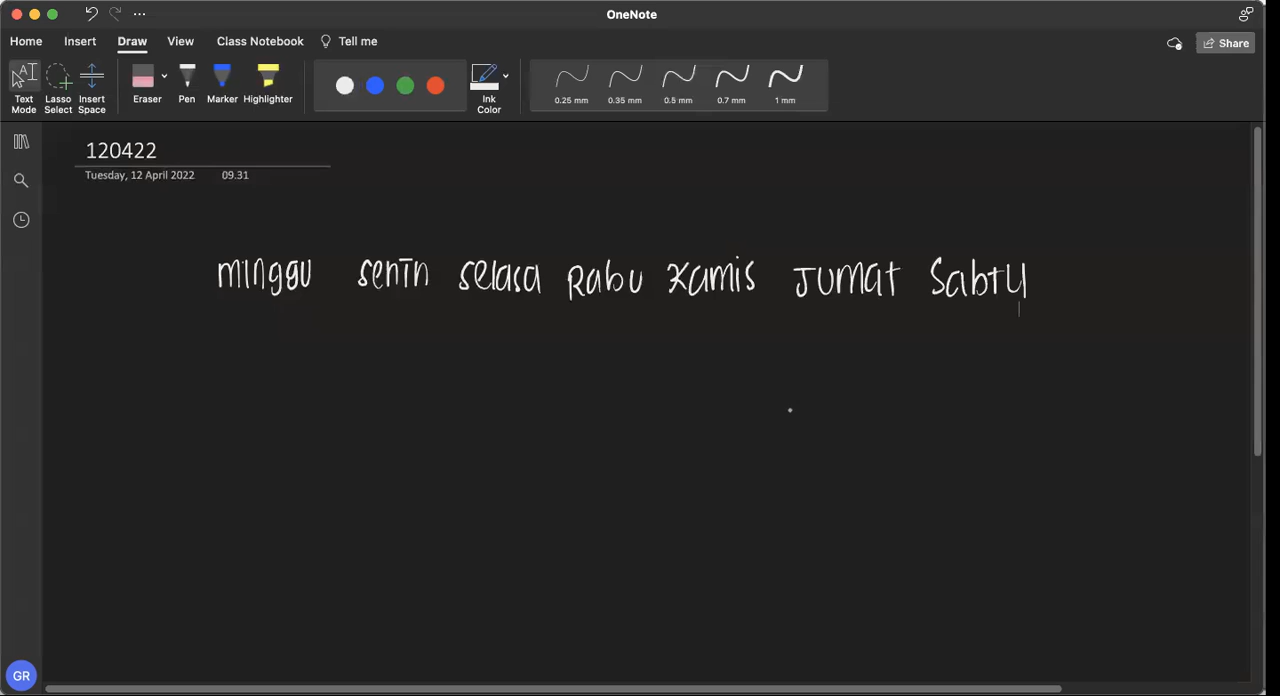 OneNote
Home Insert Draw View Class Notebook Tell me Share
Text Mode Lasso Select Insert Space Eraser Pen Marker Highlighter Ink Color 0.25 mm 0.35 mm 0.5 mm 0.7 mm 1 mm
120422
Tuesday, 12 April 2022 09.31
minggu senin selasa Rabu Kamis Jumat Sabtu
GR